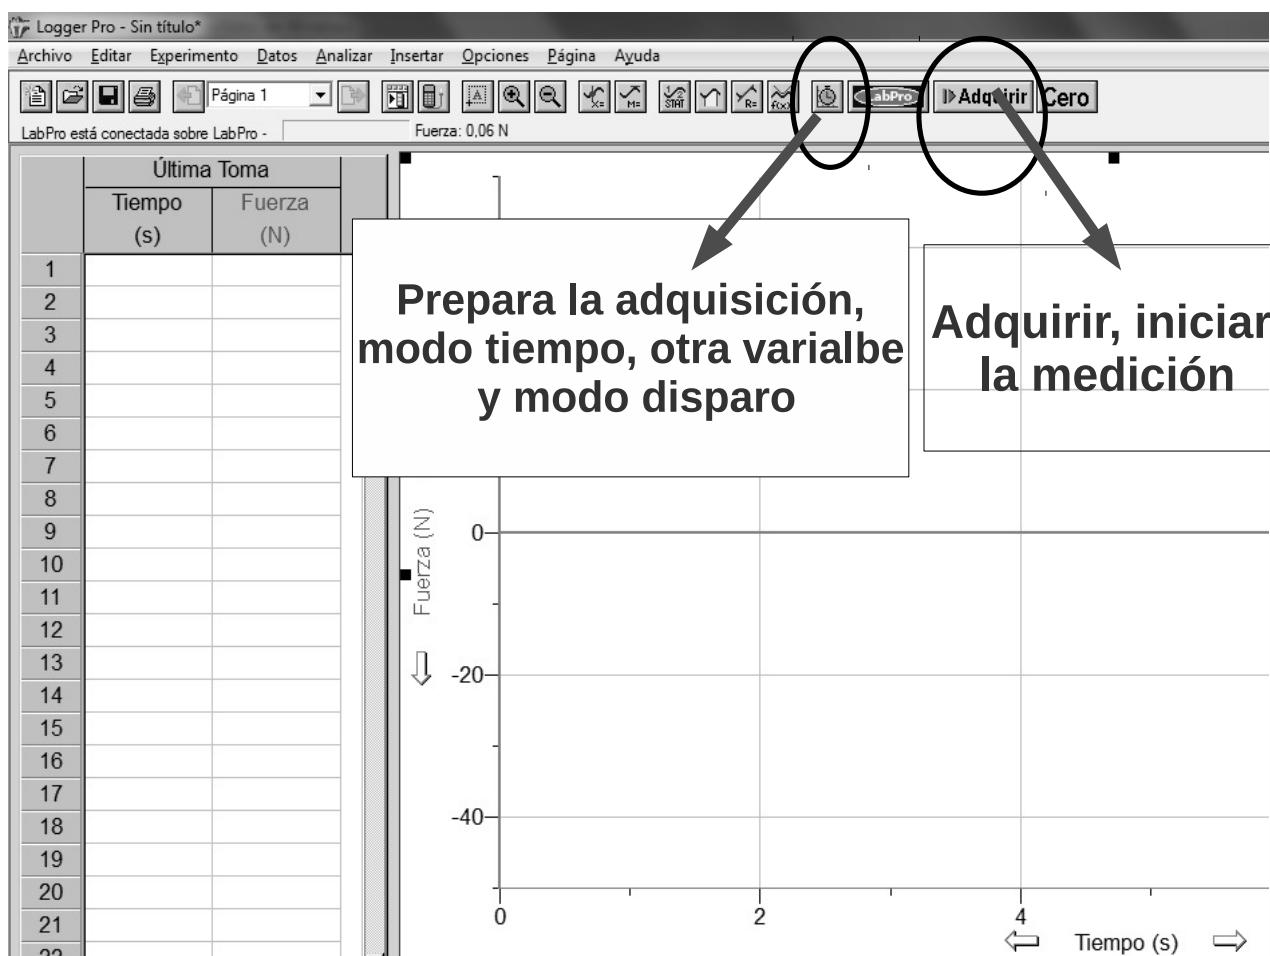 Logger Pro - Sin título*
Archivo Editar Experimento Datos Analizar Insertar Opciones Página Ayuda
Página 1 X= M= STAT R= f(x) LabPro Adquirir Cero
LabPro está conectada sobre LabPro - Fuerza: 0,06 N
Última Toma
Tiempo Fuerza
(s) (N)
Prepara la adquisición,
modo tiempo, otra varialbe
y modo disparo
Adquirir, iniciar
la medición
1
2
3
4
5
6
7
8
9
10
11
12
13
14
15
16
17
18
19
20
21
22
Fuerza (N)
0
-20
-40
0 2 4
Tiempo (s)